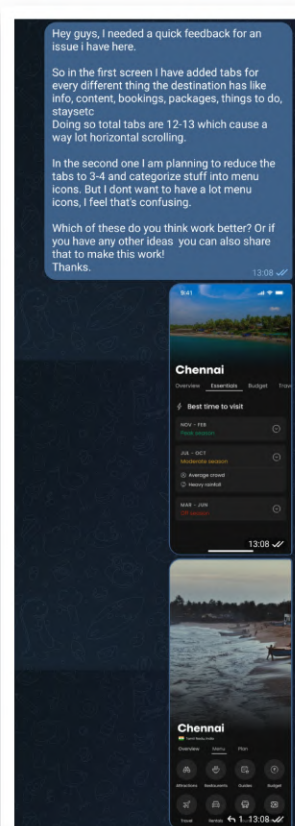 Hey guys, I needed a quick feedback for an
issue i have here.
So in the first screen I have added tabs for
every different thing the destination has like
info, content, bookings, packages, things to do,
staysetc
Doing so total tabs are 12-13 which cause a
way lot horizontal scrolling.
In the second one I am planning to reduce the
tabs to 3-4 and categorize stuff into menu
icons. But I dont want to have a lot menu
icons, I feel that's confusing.
Which of these do you think work better? Or if
you have any other ideas you can also share
that to make this work!
Thanks.
13:08
9:41
Chennai
Overview Essentials Budget Trav
Best time to visit
NOV - FEB
Peak season
JUL - OCT
Moderate season
Average crowd
Heavy rainfall
MAR - JUN
Off season
13:08
Chennai
Overview Menu Plan
Attractions Restaurants Guides Budget
Travel Rentals 1 13:08